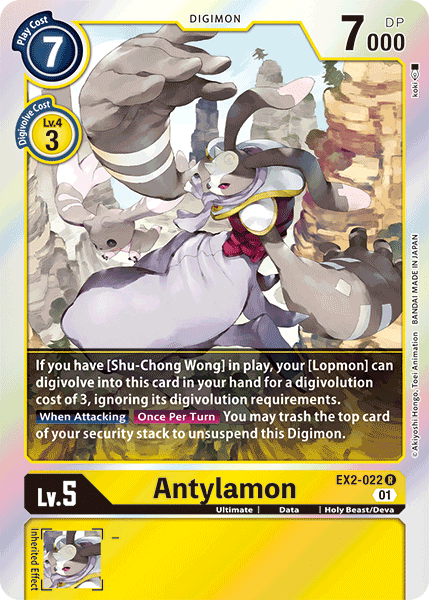 DIGIMON
Play Cost
7
DP
7000
Digivolve Cost
Lv.4
3
koki
©Akiyoshi Hongo, Toei Animation BANDAI MADE IN JAPAN
If you have [Shu-Chong Wong] in play, your [Lopmon] can
digivolve into this card in your hand for a digivolution
cost of 3, ignoring its digivolution requirements.
When Attacking Once Per Turn You may trash the top card
of your security stack to unsuspend this Digimon.
Lv.5
Antylamon
EX2-022 R
01
Ultimate | Data | Holy Beast/Deva
Inherited Effect
-